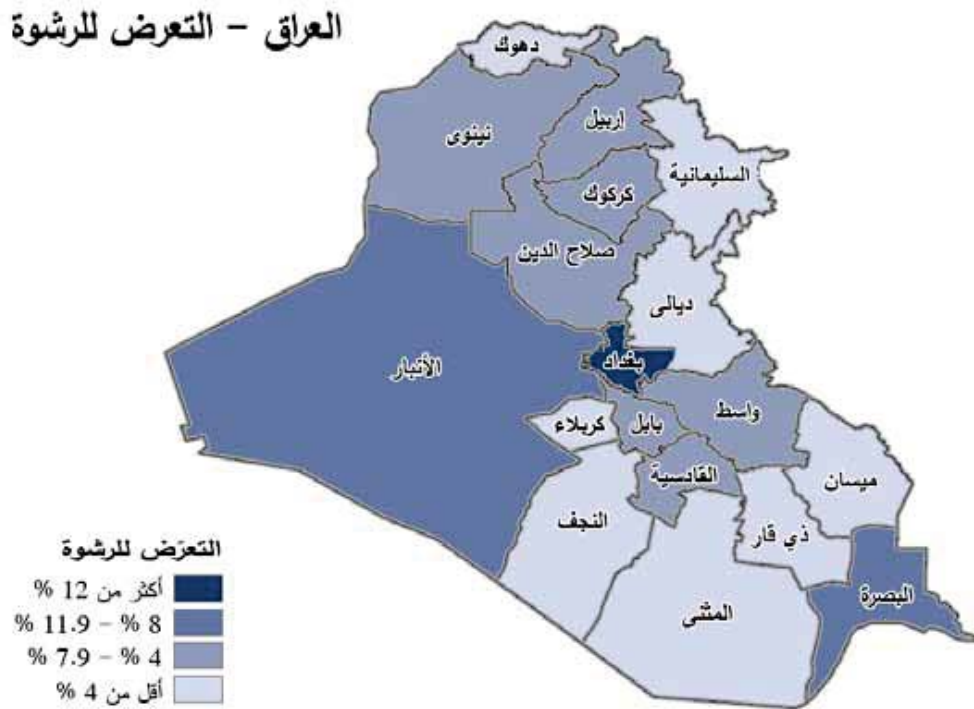 العراق - التعرض للرشوة
دهوك
نينوى
إربيل
السليمانية
كركوك
صلاح الدين
ديالى
بغداد
الأنبار
واسط
بابل
كربلاء
القادسية
ميسان
النجف
ذي قار
المثنى
البصرة
التعرّض للرشوة
أكثر من 12 %
8 % - 11.9 %
4 % - 7.9 %
أقل من 4 %